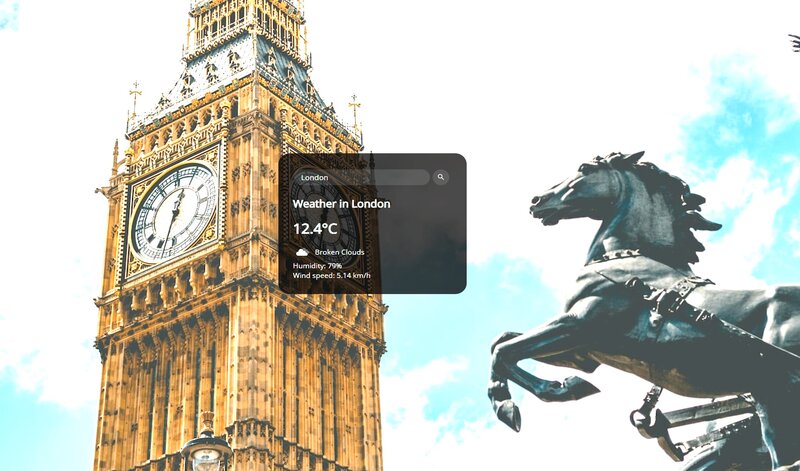 London
Weather in London
12.4°C
Broken Clouds
Humidity: 79%
Wind speed: 5.14 km/h